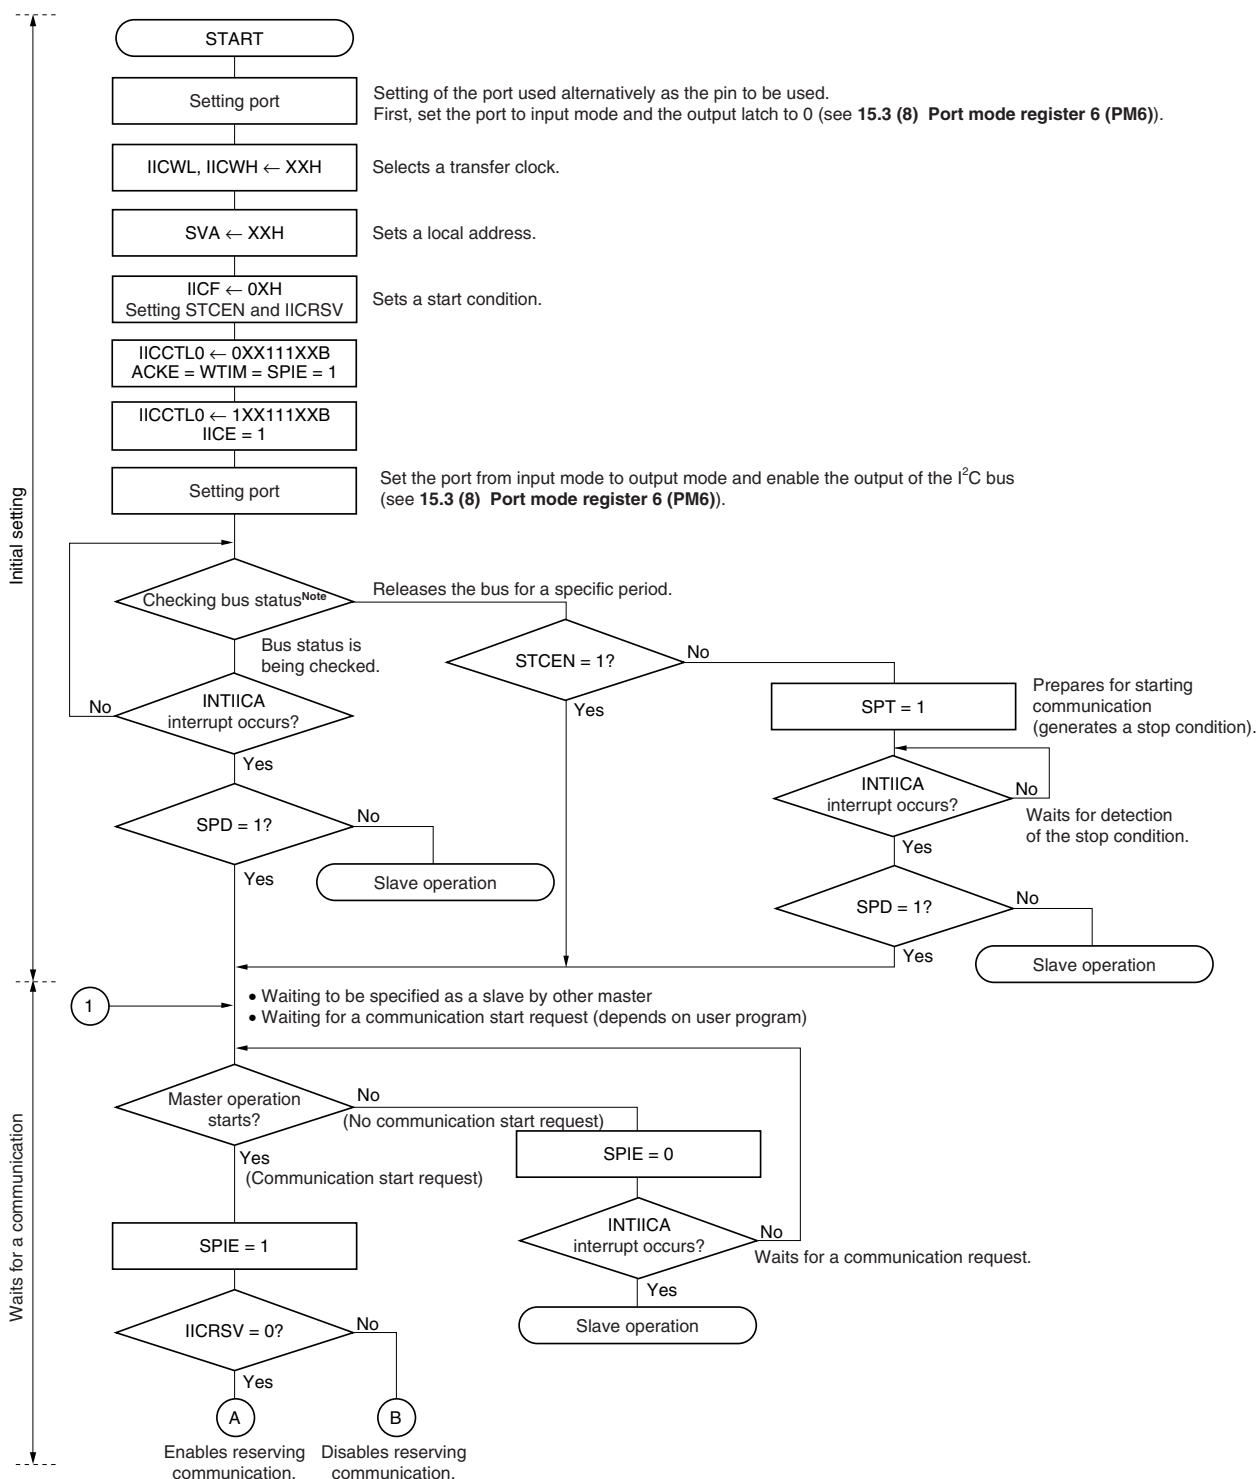 START
Setting port
Setting of the port used alternatively as the pin to be used.
First, set the port to input mode and the output latch to 0 (see 15.3 (8) Port mode register 6 (PM6)).
IICWL, IICWH ← XXH
Selects a transfer clock.
SVA ← XXH
Sets a local address.
IICF ← 0XH
Setting STCEN and IICRSV
Sets a start condition.
IICCTL0 ← 0XX111XXB
ACKE = WTIM = SPIE = 1
IICCTL0 ← 1XX111XXB
IICE = 1
Setting port
Set the port from input mode to output mode and enable the output of the I²C bus
(see 15.3 (8) Port mode register 6 (PM6)).
Initial setting
Checking bus statusNote
Releases the bus for a specific period.
Bus status is
being checked.
STCEN = 1?
No
Yes
No
INTIICA
interrupt occurs?
Yes
SPT = 1
Prepares for starting
communication
(generates a stop condition).
INTIICA
interrupt occurs?
No
Waits for detection
of the stop condition.
Yes
SPD = 1?
No
Yes
Slave operation
SPD = 1?
No
Yes
Slave operation
1
• Waiting to be specified as a slave by other master
• Waiting for a communication start request (depends on user program)
Waits for a communication
Master operation
starts?
No
(No communication start request)
Yes
(Communication start request)
SPIE = 0
SPIE = 1
INTIICA
interrupt occurs?
No
Waits for a communication request.
Yes
Slave operation
IICRSV = 0?
No
Yes
A
B
Enables reserving
communication.
Disables reserving
communication.